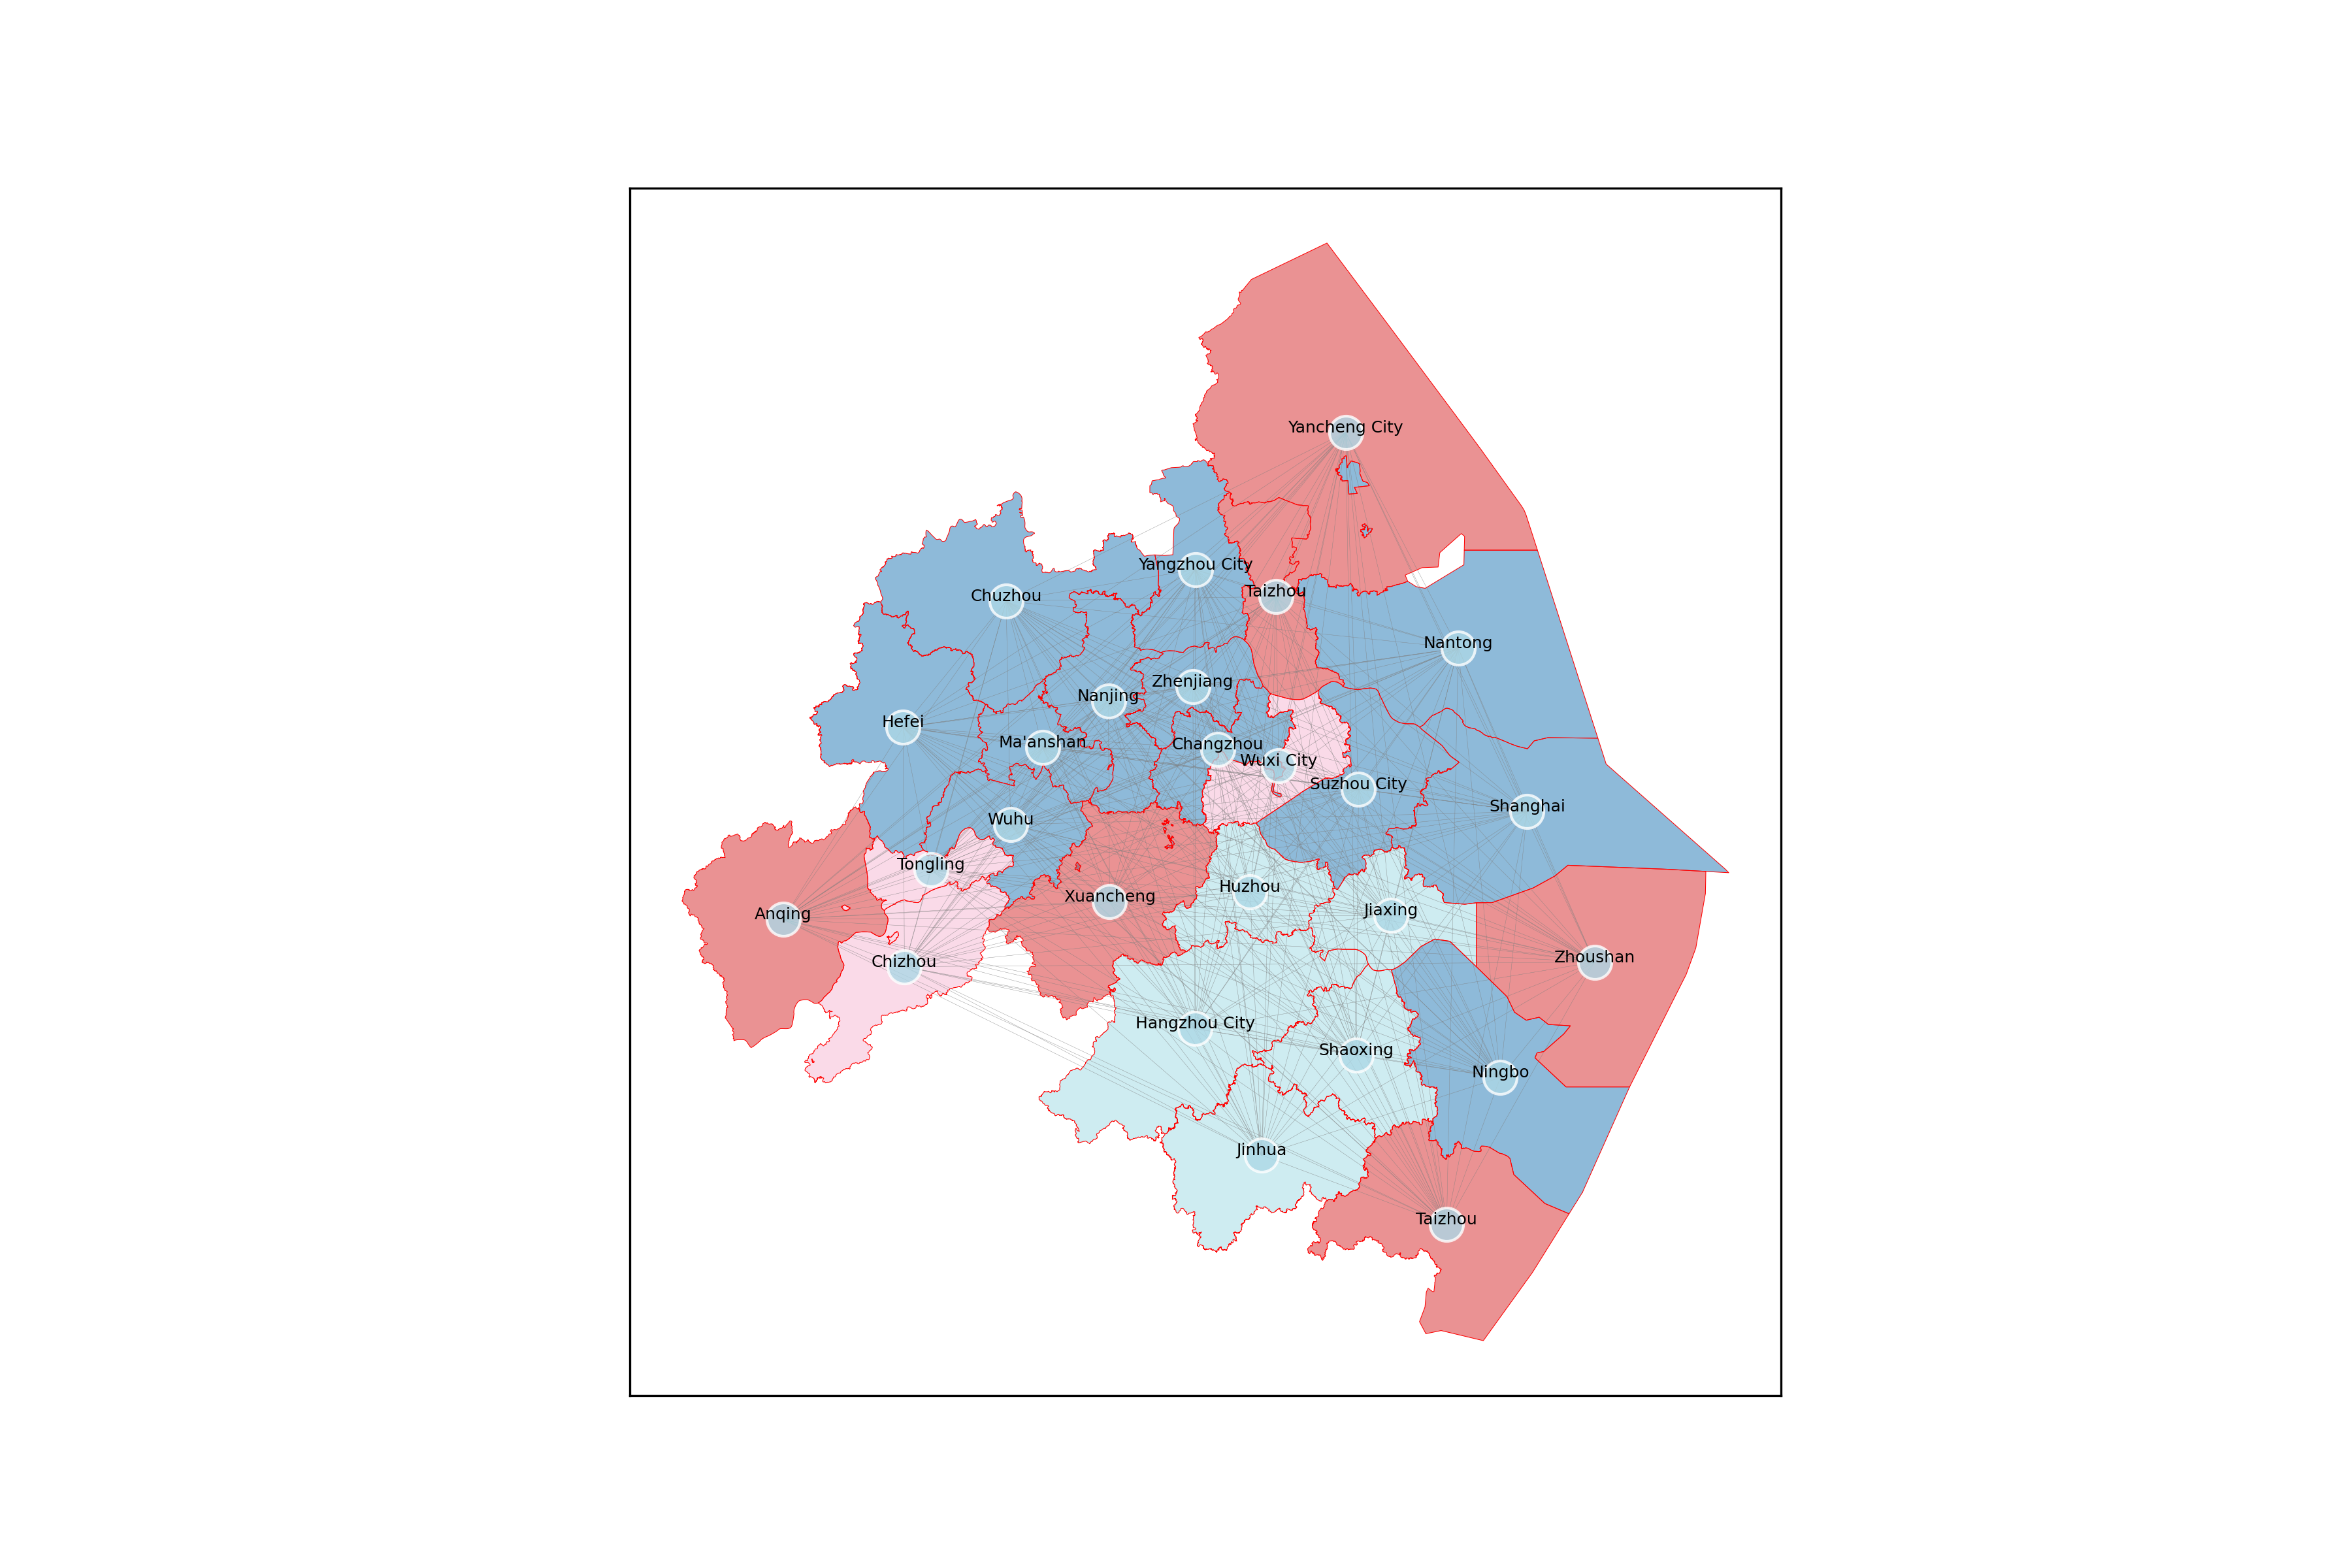 Yancheng City
Yangzhou City
Taizhou
Chuzhou
Nantong
Zhenjiang
Nanjing
Hefei
Ma'anshan
Changzhou
Wuxi City
Suzhou City
Shanghai
Wuhu
Tongling
Huzhou
Xuancheng
Jiaxing
Anqing
Zhoushan
Chizhou
Hangzhou City
Shaoxing
Ningbo
Jinhua
Taizhou